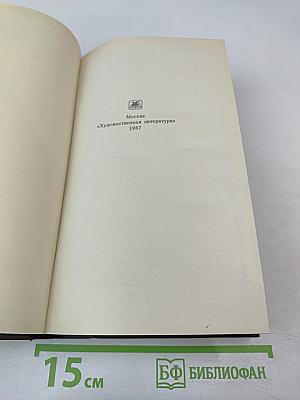 Москва
«Художественная литература»
1987
15 см
БФ БИБЛИОФАН